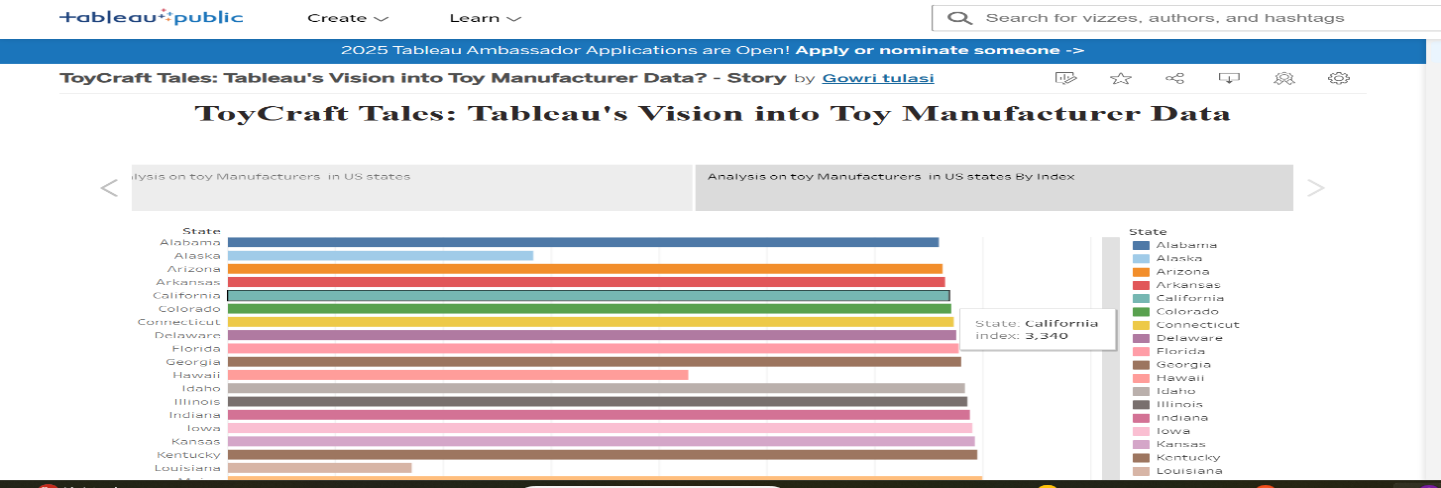 +ableau public
Create
Learn
Search for vizzes, authors, and hashtags
2025 Tableau Ambassador Applications are Open! Apply or nominate someone ->
ToyCraft Tales: Tableau's Vision into Toy Manufacturer Data? - Story by Gowri tulasi
ToyCraft Tales: Tableau's Vision into Toy Manufacturer Data
lysis on toy Manufacturers in US states
Analysis on toy Manufacturers in US states By Index
State
Alabama
Alaska
Arizona
Arkansas
California
Colorado
Connecticut
Delaware
Florida
Georgia
Hawaii
Idaho
Illinois
Indiana
Iowa
Kansas
Kentucky
Louisiana
State: California
index: 3,340
State
Alabama
Alaska
Arizona
Arkansas
California
Colorado
Connecticut
Delaware
Florida
Georgia
Hawaii
Idaho
Illinois
Indiana
Iowa
Kansas
Kentucky
Louisiana